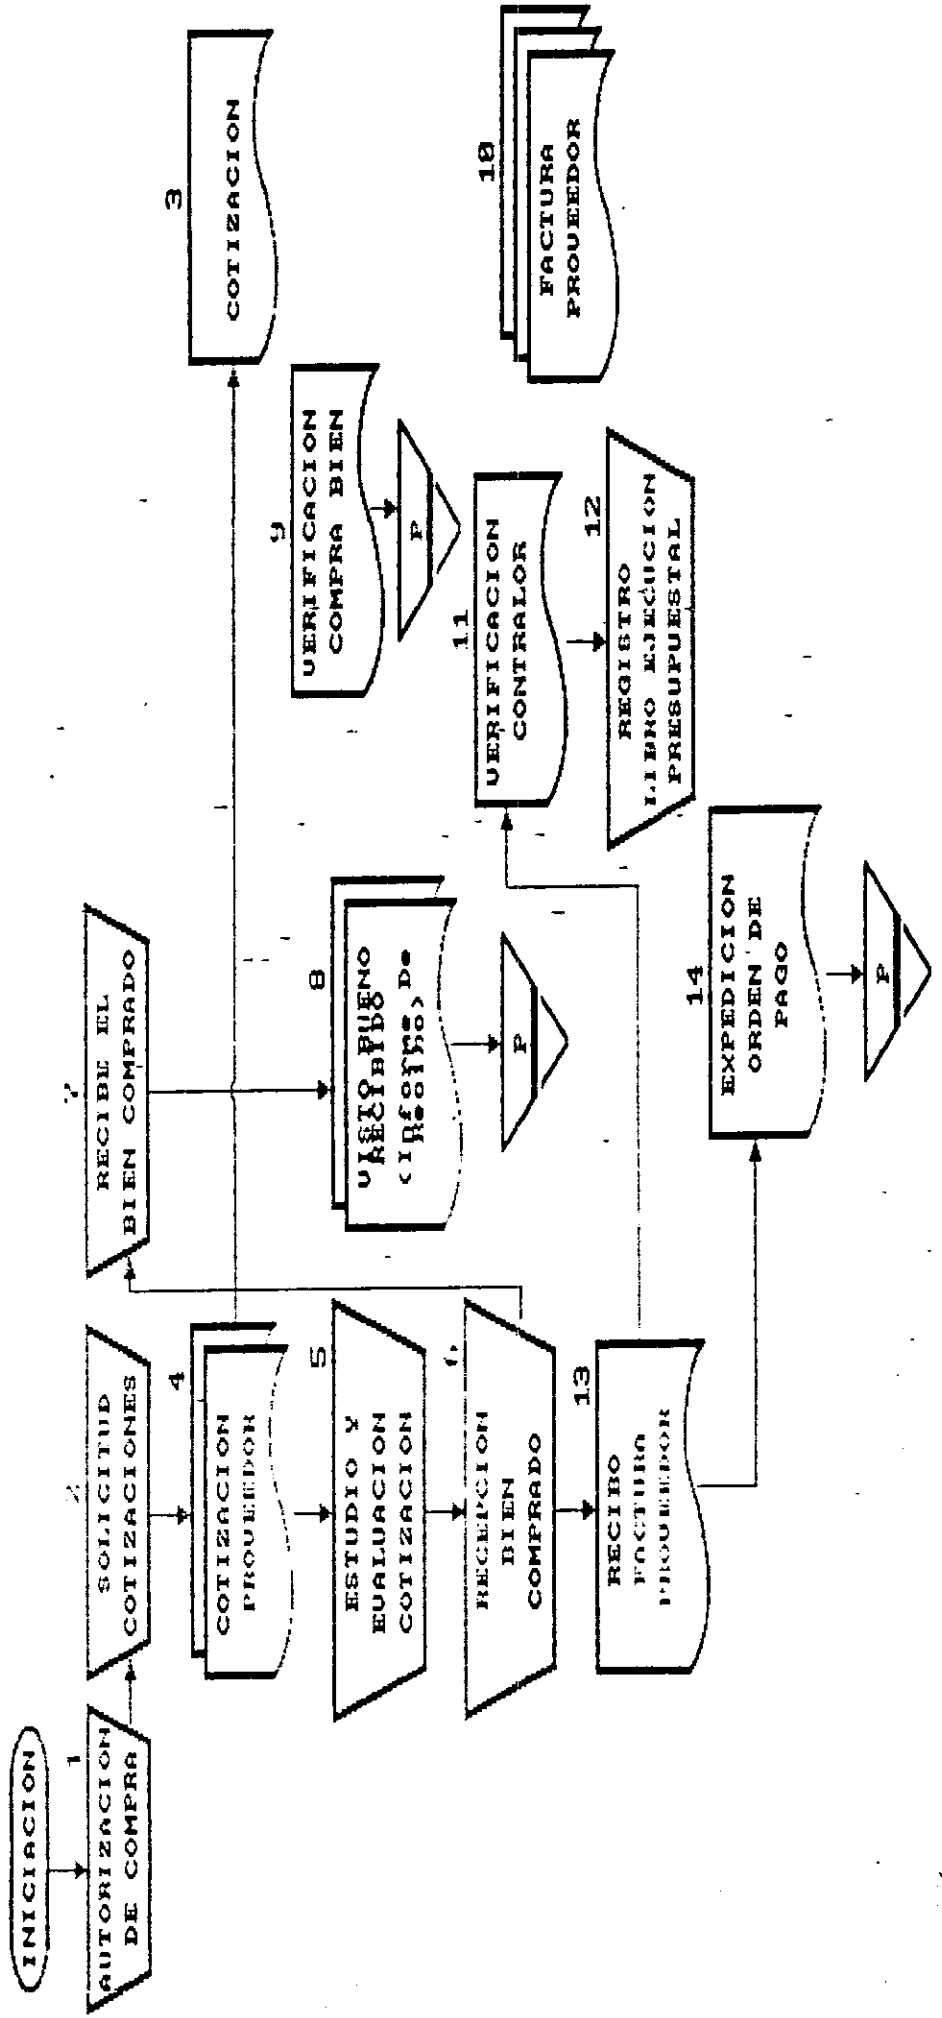 INICIACION
1
AUTORIZACION
DE COMPRA
2
SOLICITUD
COTIZACIONES
7
RECIBE EL
BIEN COMPRADO
3
COTIZACION
4
COTIZACION
PROVEEDOR
5
ESTUDIO Y
EVALUACION
COTIZACION
8
VISTO BUENO
RECIBIDO
(Informe De
Recibo)
P
9
VERIFICACION
COMPRA BIEN
P
6
RECEPCION
BIEN
COMPRADO
11
VERIFICACION
CONTRALOR
10
FACTURA
PROVEEDOR
13
RECIBO
FACTURA
PROVEEDOR
12
REGISTRO
LIBRO EJECUCION
PRESUPUESTAL
14
EXPEDICION
ORDEN DE
PAGO
P